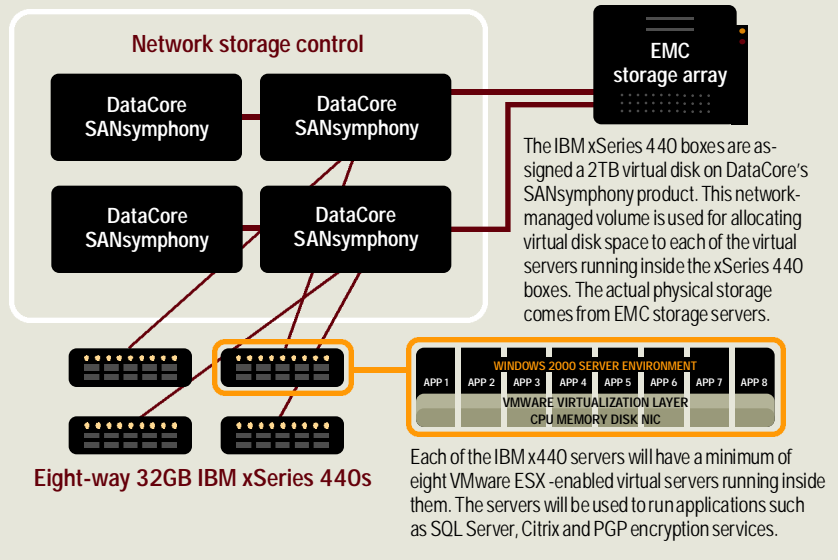 Network storage control
DataCore
SANsymphony
DataCore
SANsymphony
DataCore
SANsymphony
DataCore
SANsymphony
EMC
storage array
The IBM xSeries 440 boxes are as-
signed a 2TB virtual disk on DataCore's
SANsymphony product. This network-
managed volume is used for allocating
virtual disk space to each of the virtual
servers running inside the xSeries 440
boxes. The actual physical storage
comes from EMC storage servers.
WINDOWS 2000 SERVER ENVIRONMENT
APP 1 APP 2 APP 3 APP 4 APP 5 APP 6 APP 7 APP 8
VMWARE VIRTUALIZATION LAYER
CPU MEMORY DISK NIC
Eight-way 32GB IBM xSeries 440s
Each of the IBM x440 servers will have a minimum of
eight VMware ESX -enabled virtual servers running inside
them. The servers will be used to run applications such
as SQL Server, Citrix and PGP encryption services.